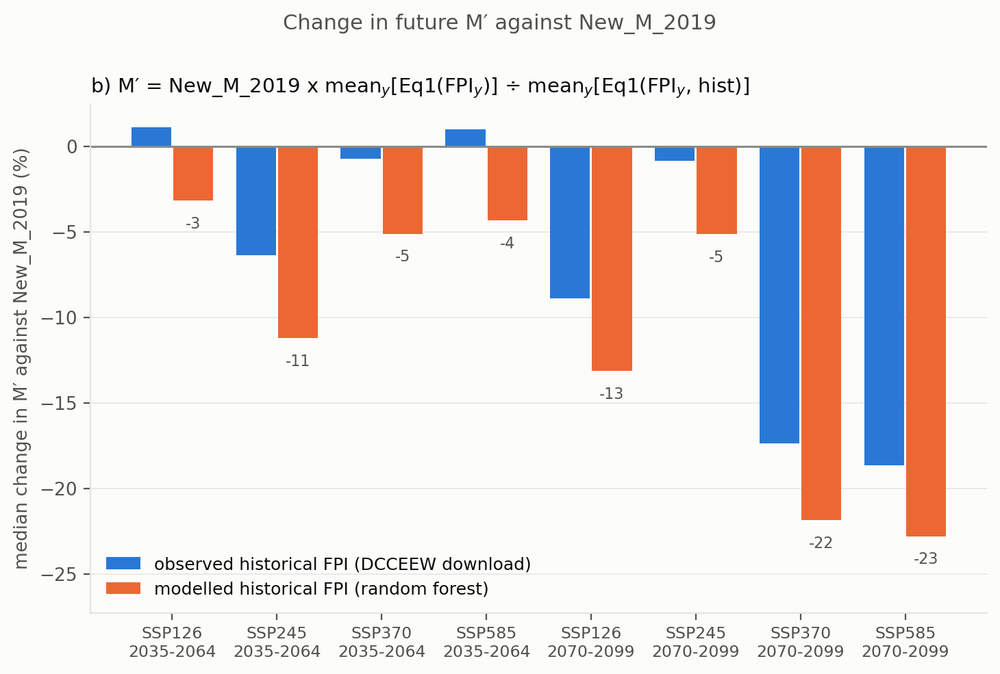 Change in future M′ against New_M_2019
b) M′ = New_M_2019 x meany[Eq1(FPIy)] ÷ meany[Eq1(FPIy, hist)]
median change in M′ against New_M_2019 (%)
0
−5
−10
−15
−20
−25
-3
-11
-5
-4
-13
-5
-22
-23
observed historical FPI (DCCEEW download)
modelled historical FPI (random forest)
SSP126
2035-2064
SSP245
2035-2064
SSP370
2035-2064
SSP585
2035-2064
SSP126
2070-2099
SSP245
2070-2099
SSP370
2070-2099
SSP585
2070-2099